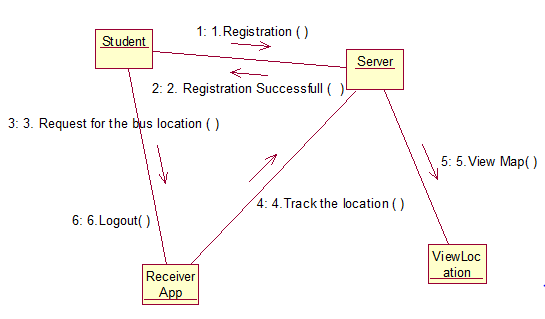 1: 1.Registration ( )
Student
Server
2: 2. Registration Successfull ( )
3: 3. Request for the bus location ( )
5: 5.View Map( )
4: 4.Track the location ( )
6: 6.Logout( )
ViewLoc
ation
Receiver
App